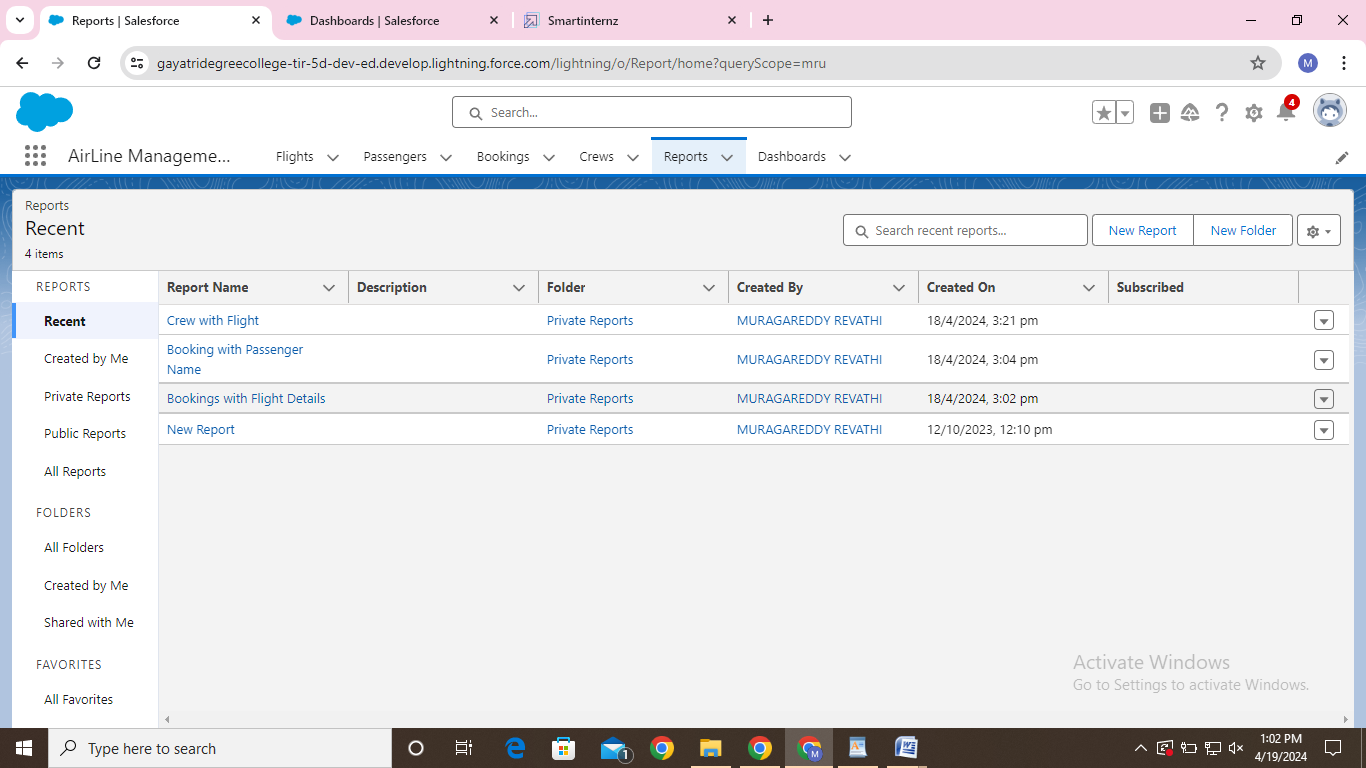 Reports | Salesforce
Dashboards | Salesforce
Smartinternz
gayatridegreecollege-tir-5d-dev-ed.develop.lightning.force.com/lightning/o/Report/home?queryScope=mru
M
Search...
4
AirLine Manageme...
Flights
Passengers
Bookings
Crews
Reports
Dashboards
Reports
Recent
4 items
Search recent reports...
New Report
New Folder
REPORTS
Recent
Created by Me
Private Reports
Public Reports
All Reports
FOLDERS
All Folders
Created by Me
Shared with Me
FAVORITES
All Favorites
Report Name Description Folder Created By Created On Subscribed
Crew with Flight Private Reports MURAGAREDDY REVATHI 18/4/2024, 3:21 pm
Booking with Passenger
Name Private Reports MURAGAREDDY REVATHI 18/4/2024, 3:04 pm
Bookings with Flight Details Private Reports MURAGAREDDY REVATHI 18/4/2024, 3:02 pm
New Report Private Reports MURAGAREDDY REVATHI 12/10/2023, 12:10 pm
Activate Windows
Go to Settings to activate Windows.
Type here to search
1
M
W
1:02 PM
4/19/2024